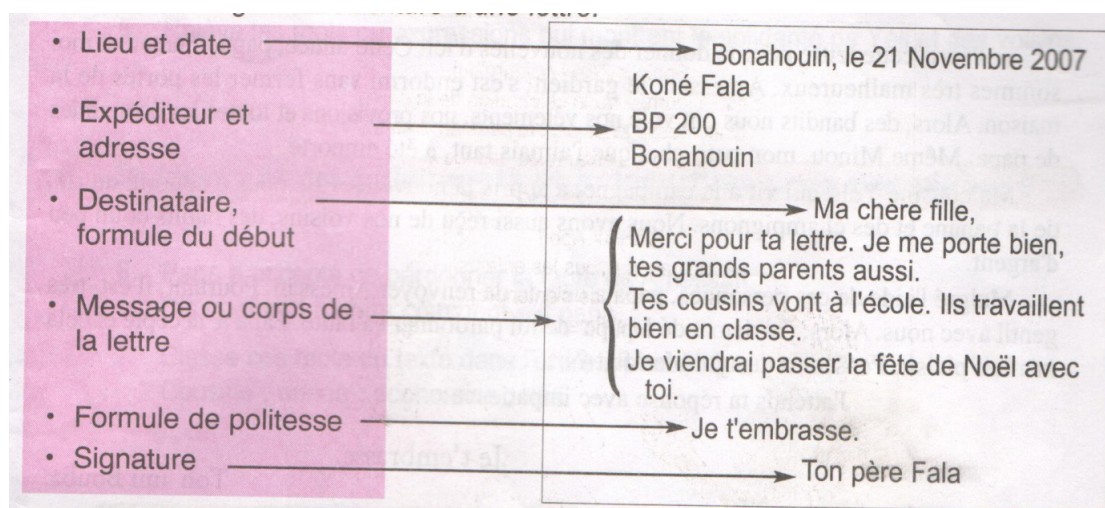 d'une lettre.
• Lieu et date
Bonahouin, le 21 Novembre 2007
Koné Fala
• Expéditeur et
adresse
BP 200
Bonahouin
• Destinataire,
formule du début
Ma chère fille,
• Message ou corps de
la lettre
Merci pour ta lettre. Je me porte bien,
tes grands parents aussi.
Tes cousins vont à l'école. Ils travaillent
bien en classe.
Je viendrai passer la fête de Noël avec
toi.
• Formule de politesse
Je t'embrasse.
• Signature
Ton père Fala